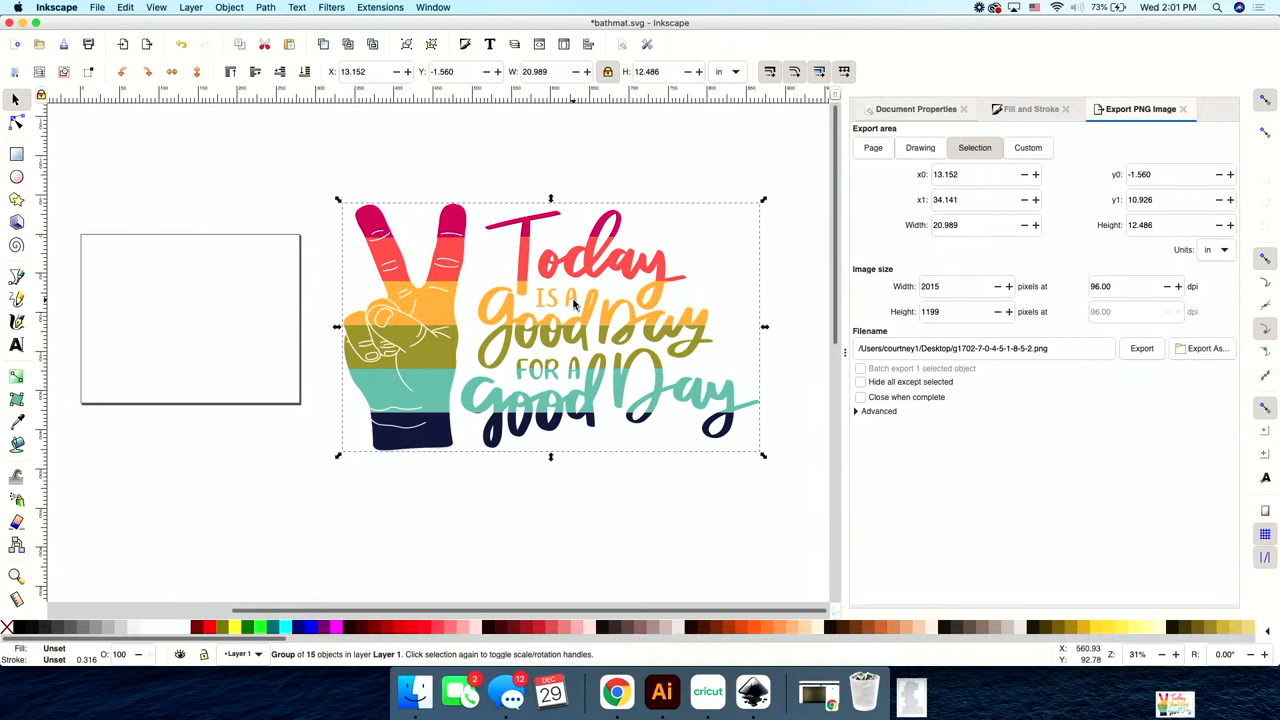 Inkscape File Edit View Layer Object Path Text Filters Extensions Window 73% Wed 2:01 PM
*bathmat.svg - Inkscape
X: 13.152 Y: -1.560 W: 20.989 H: 12.486 in
Document Properties Fill and Stroke Export PNG Image
Export area
Page Drawing Selection Custom
x0: 13.152 y0: -1.560
x1: 34.141 y1: 10.926
Width: 20.989 Height: 12.486
Units: in
Image size
Width: 2015 pixels at 96.00 dpi
Height: 1199 pixels at 96.00 dpi
Filename
/Users/courtney1/Desktop/g1702-7-0-4-5-1-8-5-2.png Export Export As...
Batch export 1 selected object
Hide all except selected
Close when complete
Advanced
Today
IS A
Good Day
FOR A
Good Day
Fill: Unset
Stroke: Unset 0.316
O: 100
Layer 1
Group of 15 objects in layer Layer 1. Click selection again to toggle scale/rotation handles.
X: 560.93
Y: 92.78
Z: 31%
R: 0.00°
2 12 DEC 29 Ai cricut